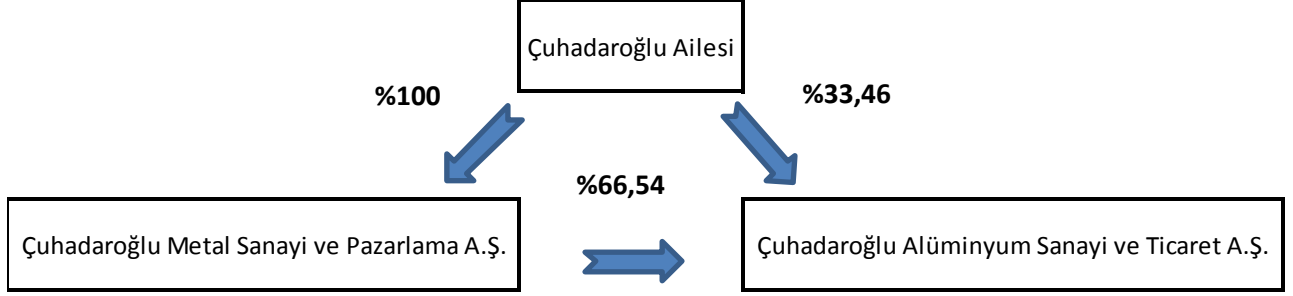 Çuhadaroğlu Ailesi
%100
%33,46
%66,54
Çuhadaroğlu Metal Sanayi ve Pazarlama A.Ş.
Çuhadaroğlu Alüminyum Sanayi ve Ticaret A.Ş.